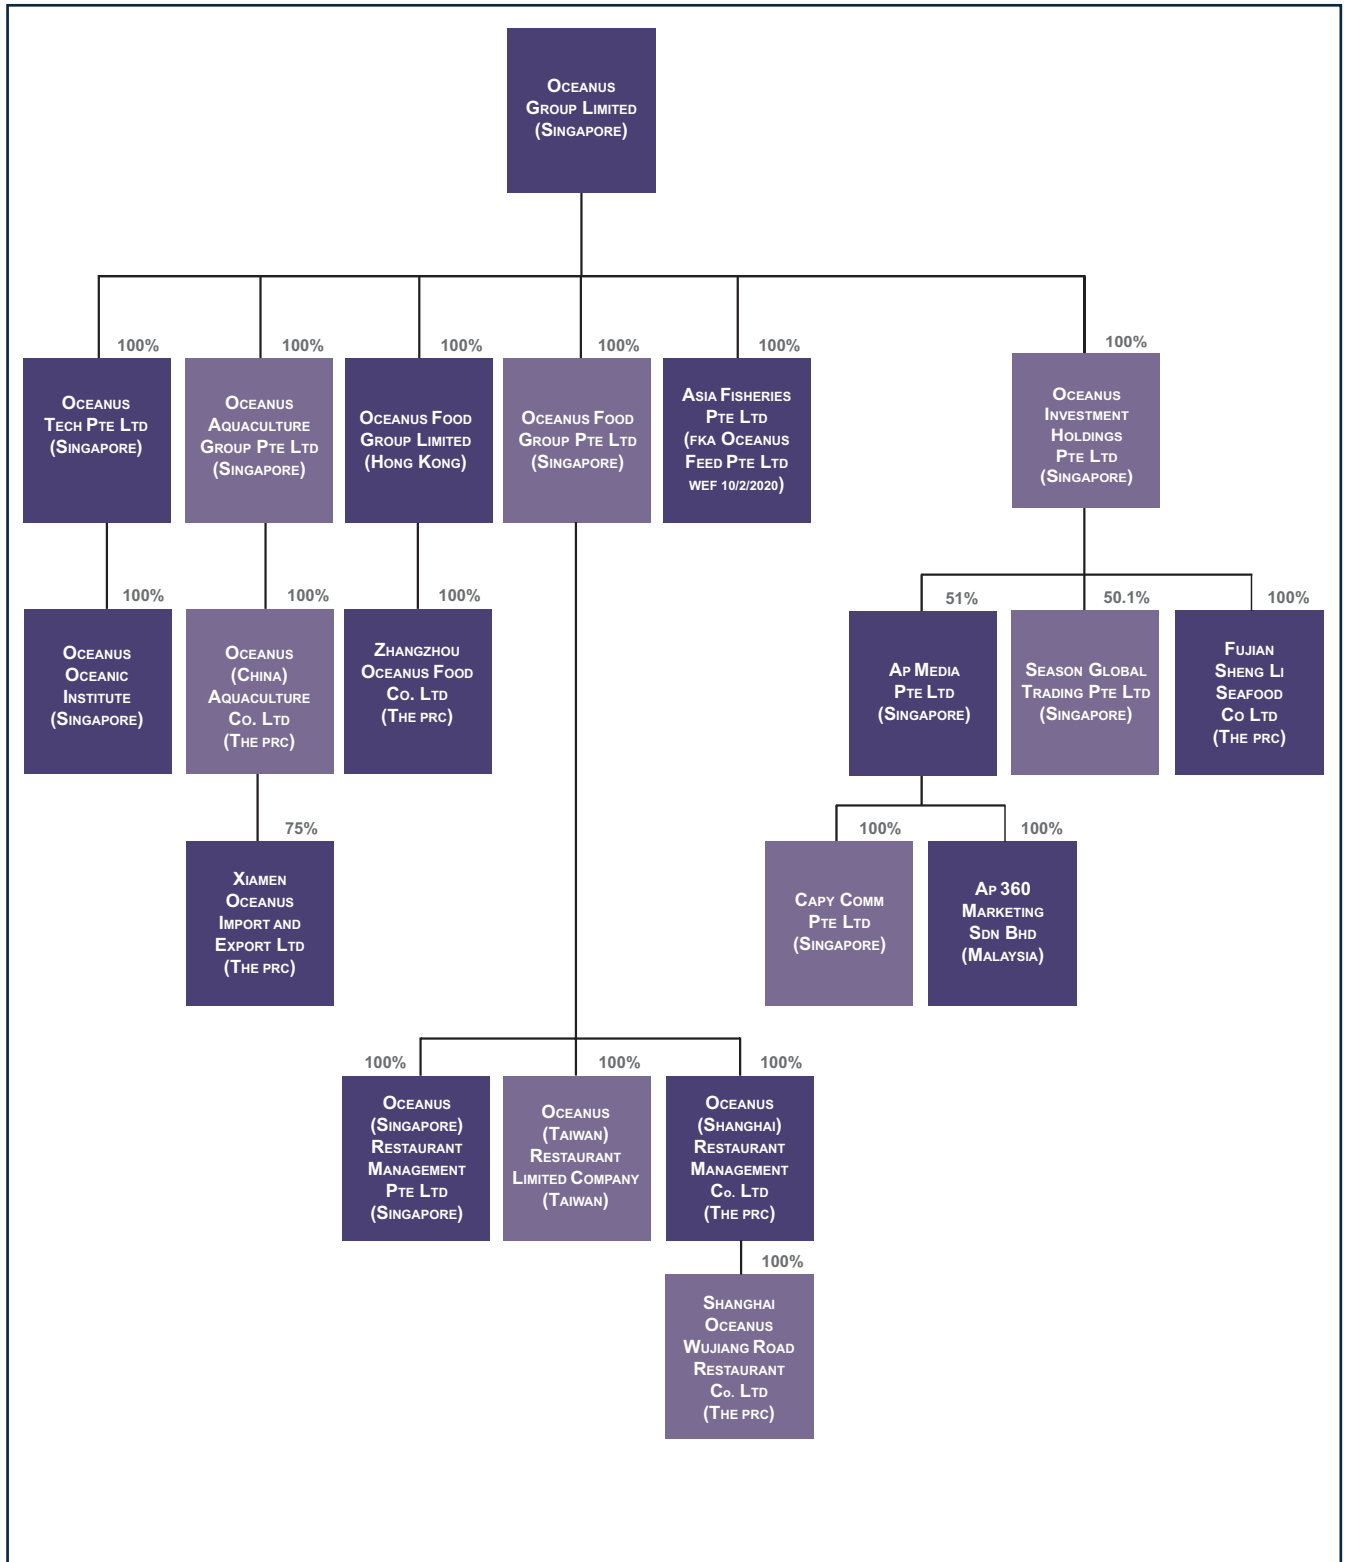 Oceanus
Group Limited
(Singapore)
100%
100%
100%
100%
100%
100%
Oceanus
Tech Pte Ltd
(Singapore)
Oceanus
Aquaculture
Group Pte Ltd
(Singapore)
Oceanus Food
Group Limited
(Hong Kong)
Oceanus Food
Group Pte Ltd
(Singapore)
Asia Fisheries
Pte Ltd
(fka Oceanus
Feed Pte Ltd
wef 10/2/2020)
Oceanus
Investment
Holdings
Pte Ltd
(Singapore)
100%
100%
100%
51%
50.1%
100%
Oceanus
Oceanic
Institute
(Singapore)
Oceanus
(China)
Aquaculture
Co. Ltd
(The prc)
Zhangzhou
Oceanus Food
Co. Ltd
(The prc)
Ap Media
Pte Ltd
(Singapore)
Season Global
Trading Pte Ltd
(Singapore)
Fujian
Sheng Li
Seafood
Co Ltd
(The prc)
75%
100%
100%
Xiamen
Oceanus
Import and
Export Ltd
(The prc)
Capy Comm
Pte Ltd
(Singapore)
Ap 360
Marketing
Sdn Bhd
(Malaysia)
100%
100%
100%
Oceanus
(Singapore)
Restaurant
Management
Pte Ltd
(Singapore)
Oceanus
(Taiwan)
Restaurant
Limited Company
(Taiwan)
Oceanus
(Shanghai)
Restaurant
Management
Co. Ltd
(The prc)
100%
Shanghai
Oceanus
Wujiang Road
Restaurant
Co. Ltd
(The prc)